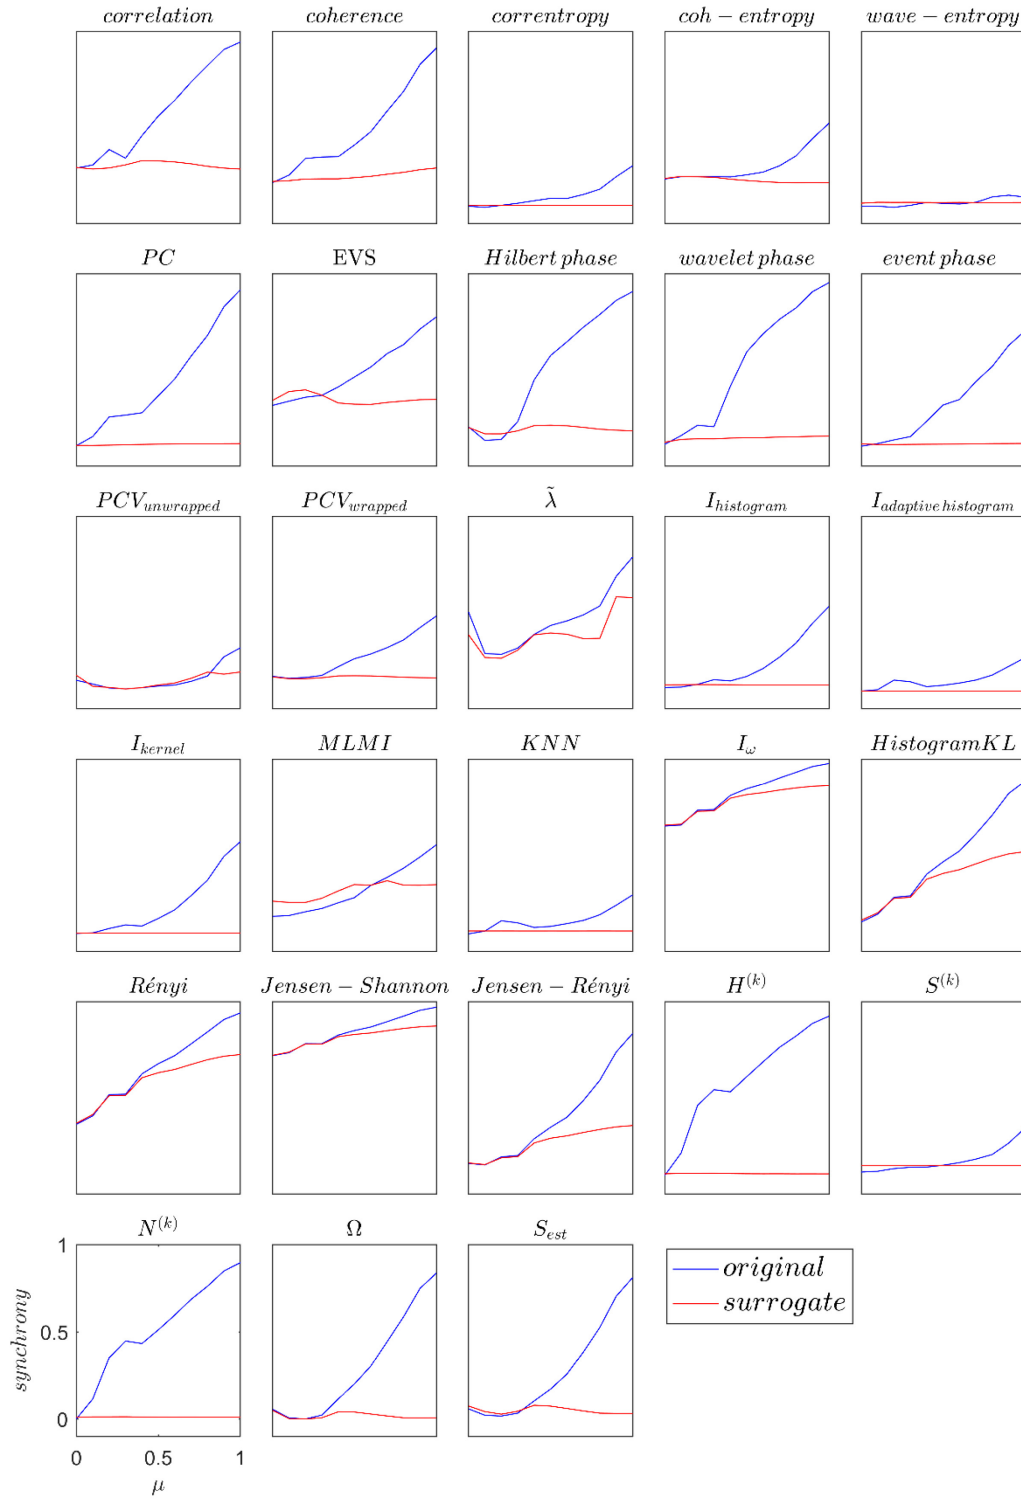 correlation coherence correntropy coh − entropy wave − entropy
PC EVS Hilbert phase wavelet phase event phase
PCV_unwrapped PCV_wrapped λ̃ I_histogram I_adaptive histogram
I_kernel MLMI KNN I_ω HistogramKL
Rényi Jensen − Shannon Jensen − Rényi H^(k) S^(k)
N^(k) Ω S_est
1
original
surrogate
0.5
synchrony
0
0 0.5 1
μ